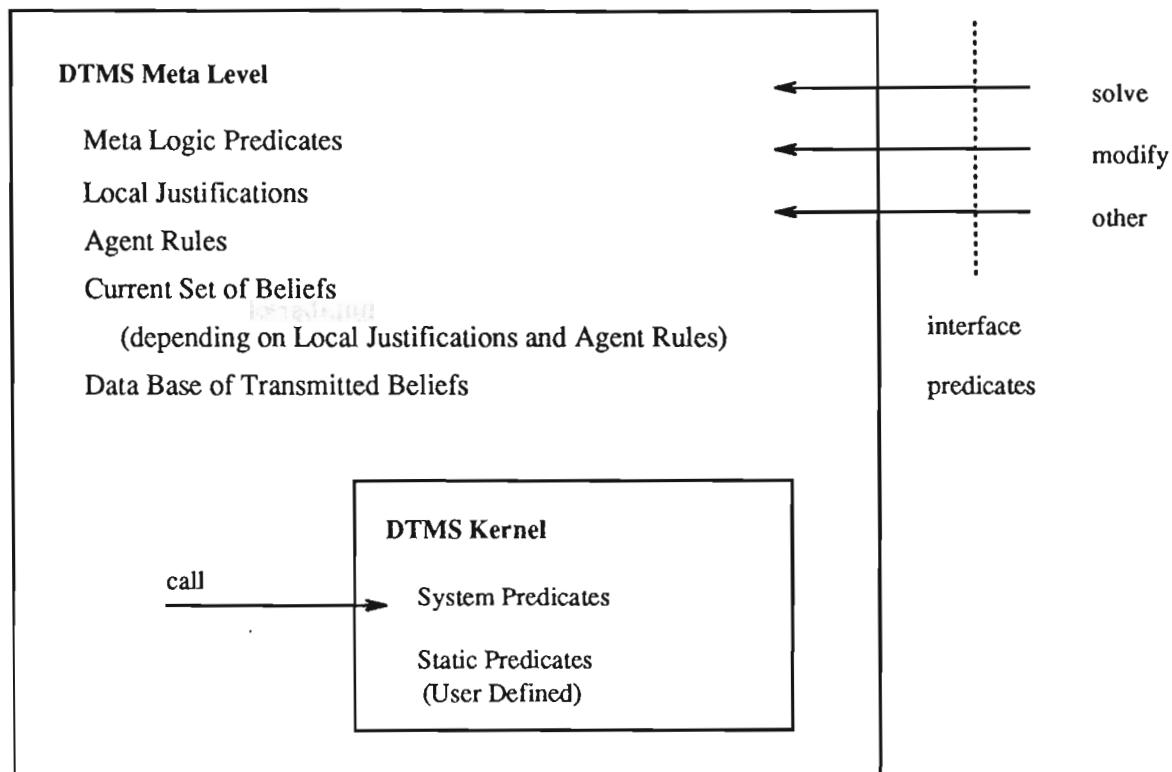 DTMS Meta Level
Meta Logic Predicates
Local Justifications
Agent Rules
Current Set of Beliefs
(depending on Local Justifications and Agent Rules)
Data Base of Transmitted Beliefs
solve
modify
other
interface
predicates
DTMS Kernel
call
System Predicates
Static Predicates
(User Defined)